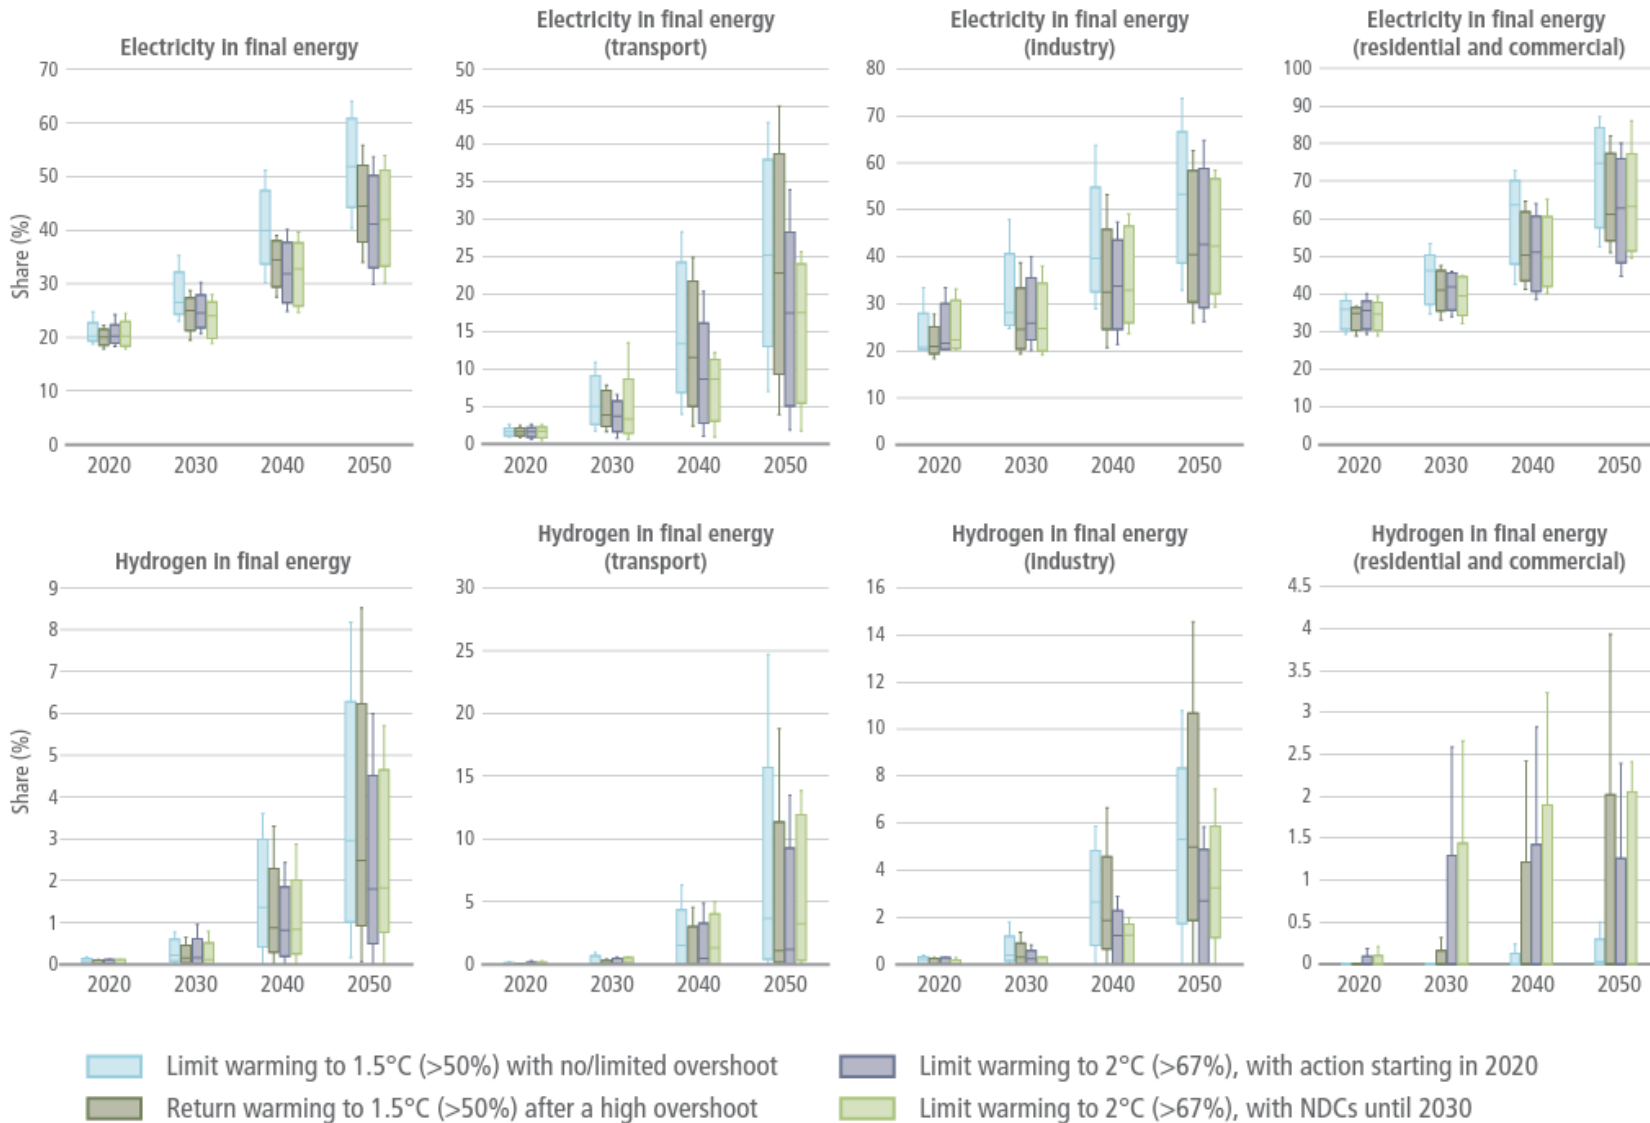 Electricity in final energy
Electricity in final energy
(transport)
Electricity in final energy
(industry)
Electricity in final energy
(residential and commercial)
Share (%)
70
60
50
40
30
20
10
0
2020 2030 2040 2050
50
45
40
35
30
25
20
15
10
5
0
2020 2030 2040 2050
80
70
60
50
40
30
20
10
0
2020 2030 2040 2050
100
90
80
70
60
50
40
30
20
10
0
2020 2030 2040 2050
Hydrogen in final energy
Hydrogen in final energy
(transport)
Hydrogen in final energy
(industry)
Hydrogen in final energy
(residential and commercial)
Share (%)
9
8
7
6
5
4
3
2
1
0
2020 2030 2040 2050
30
25
20
15
10
5
0
2020 2030 2040 2050
16
14
12
10
8
6
4
2
0
2020 2030 2040 2050
4.5
4
3.5
3
2.5
2
1.5
1
0.5
0
2020 2030 2040 2050
Limit warming to 1.5°C (>50%) with no/limited overshoot
Limit warming to 2°C (>67%), with action starting in 2020
Return warming to 1.5°C (>50%) after a high overshoot
Limit warming to 2°C (>67%), with NDCs until 2030